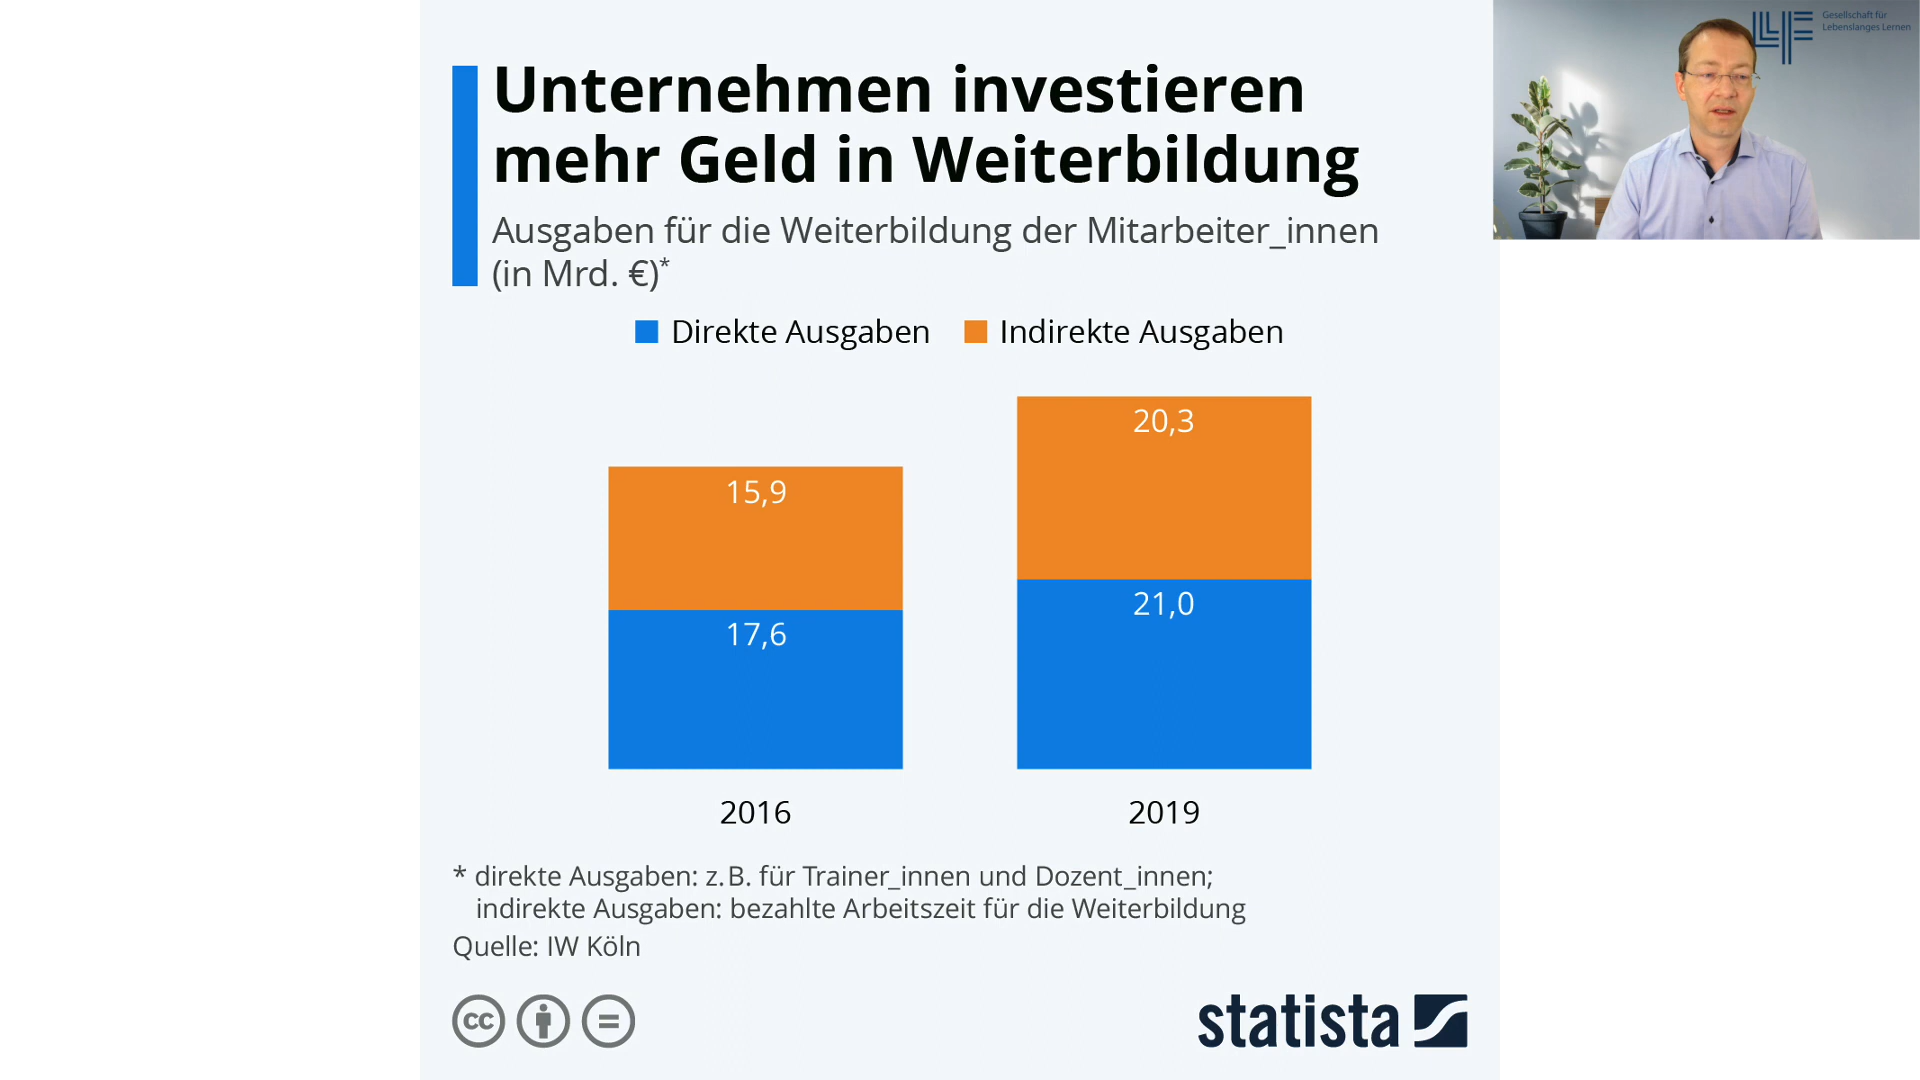 Unternehmen investieren
mehr Geld in Weiterbildung
Ausgaben für die Weiterbildung der Mitarbeiter_innen
(in Mrd. €)*
Direkte Ausgaben
Indirekte Ausgaben
15,9
17,6
20,3
21,0
2016
2019
* direkte Ausgaben: z.B. für Trainer_innen und Dozent_innen;
indirekte Ausgaben: bezahlte Arbeitszeit für die Weiterbildung
Quelle: IW Köln
cc
statista
Gesellschaft für
Lebenslanges Lernen